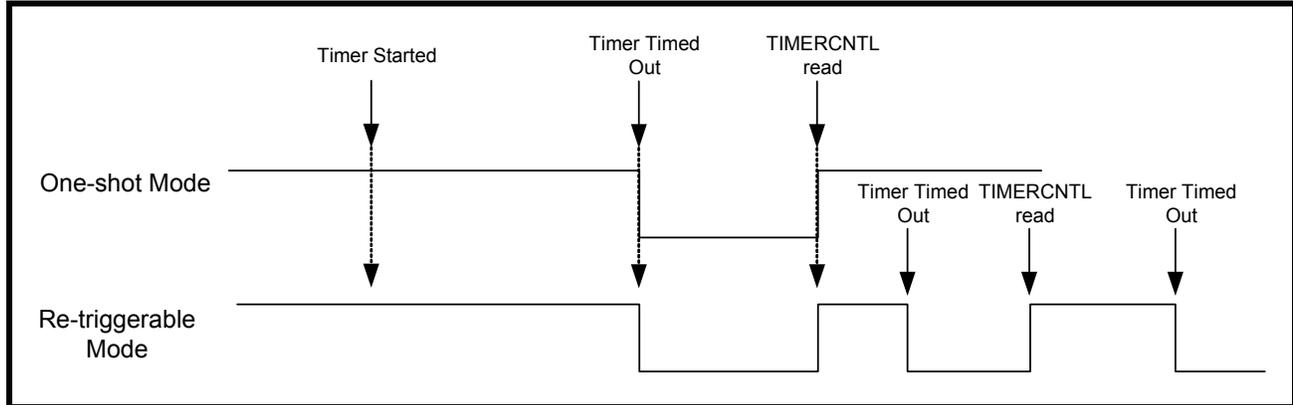 Timer Started
Timer Timed
Out
TIMERCNTL
read
One-shot Mode
Timer Timed
Out
TIMERCNTL
read
Timer Timed
Out
Re-triggerable
Mode